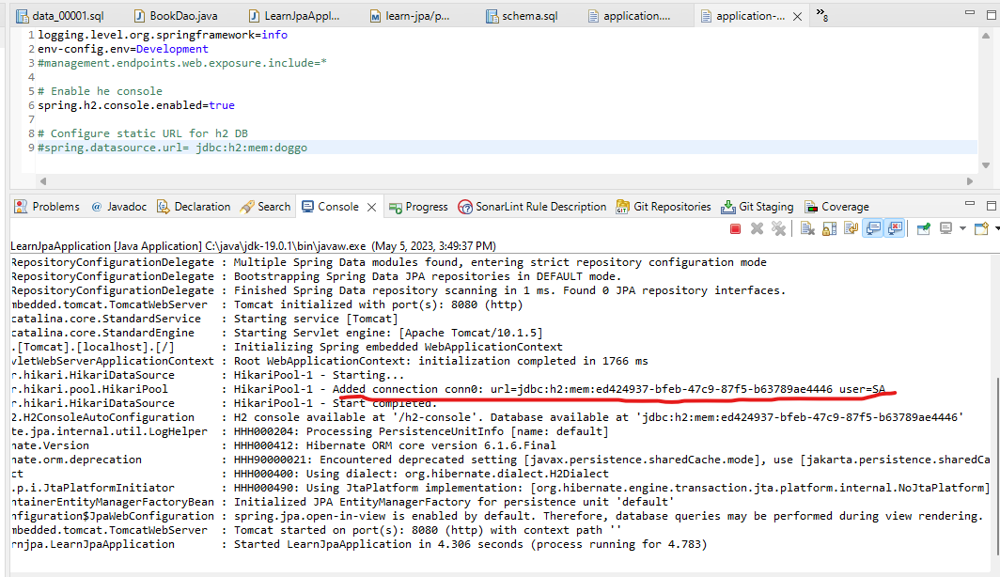 data_00001.sql BookDao.java LearnJpaAppl... learn-jpa/p... schema.sql application.... application-... »8
1 logging.level.org.springframework=info
2 env-config.env=Development
3 #management.endpoints.web.exposure.include=*
4
5 # Enable he console
6 spring.h2.console.enabled=true
7
8 # Configure static URL for h2 DB
9 #spring.datasource.url= jdbc:h2:mem:doggo
Problems @ Javadoc Declaration Search Console Progress SonarLint Rule Description GIT Git Repositories Git Staging Coverage
LearnJpaApplication [Java Application] C:\java\jdk-19.0.1\bin\javaw.exe (May 5, 2023, 3:49:37 PM)
RepositoryConfigurationDelegate : Multiple Spring Data modules found, entering strict repository configuration mode
RepositoryConfigurationDelegate : Bootstrapping Spring Data JPA repositories in DEFAULT mode.
RepositoryConfigurationDelegate : Finished Spring Data repository scanning in 1 ms. Found 0 JPA repository interfaces.
mbedded.tomcat.TomcatWebServer : Tomcat initialized with port(s): 8080 (http)
catalina.core.StandardService : Starting service [Tomcat]
catalina.core.StandardEngine : Starting Servlet engine: [Apache Tomcat/10.1.5]
.[Tomcat].[localhost].[/] : Initializing Spring embedded WebApplicationContext
vletWebServerApplicationContext : Root WebApplicationContext: initialization completed in 1766 ms
r.hikari.HikariDataSource : HikariPool-1 - Starting...
r.hikari.pool.HikariPool : HikariPool-1 - Added connection conn0: url=jdbc:h2:mem:ed424937-bfeb-47c9-87f5-b63789ae4446 user=SA
r.hikari.HikariDataSource : HikariPool-1 - Start completed.
2.H2ConsoleAutoConfiguration : H2 console available at '/h2-console'. Database available at 'jdbc:h2:mem:ed424937-bfeb-47c9-87f5-b63789ae4446'
te.jpa.internal.util.LogHelper : HHH000204: Processing PersistenceUnitInfo [name: default]
nate.Version : HHH000412: Hibernate ORM core version 6.1.6.Final
nate.orm.deprecation : HHH90000021: Encountered deprecated setting [javax.persistence.sharedCache.mode], use [jakarta.persistence.sharedCa
ct : HHH000400: Using dialect: org.hibernate.dialect.H2Dialect
.p.i.JtaPlatformInitiator : HHH000490: Using JtaPlatform implementation: [org.hibernate.engine.transaction.jta.platform.internal.NoJtaPlatform]
ntainerEntityManagerFactoryBean : Initialized JPA EntityManagerFactory for persistence unit 'default'
nfiguration$JpaWebConfiguration : spring.jpa.open-in-view is enabled by default. Therefore, database queries may be performed during view rendering.
mbedded.tomcat.TomcatWebServer : Tomcat started on port(s): 8080 (http) with context path ''
rnjpa.LearnJpaApplication : Started LearnJpaApplication in 4.306 seconds (process running for 4.783)